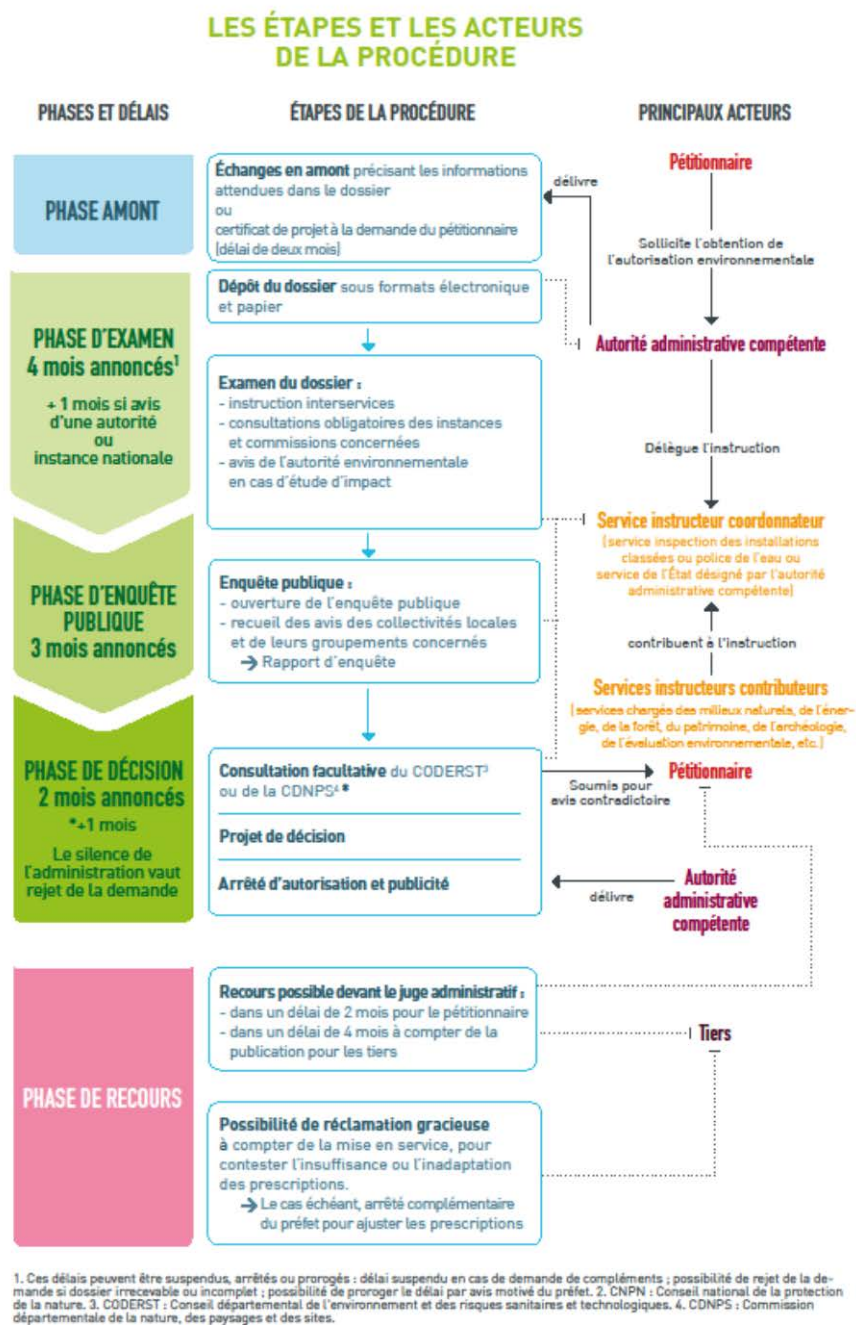 LES ÉTAPES ET LES ACTEURS
DE LA PROCÉDURE
PHASES ET DÉLAIS
ÉTAPES DE LA PROCÉDURE
PRINCIPAUX ACTEURS
PHASE AMONT
Échanges en amont précisant les informations
attendues dans le dossier
ou
certificat de projet à la demande du pétitionnaire
(délai de deux mois)
délivre
Pétitionnaire
Sollicite l'obtention de
l'autorisation environnementale
PHASE D'EXAMEN
4 mois annoncés¹
+ 1 mois si avis
d'une autorité
ou
instance nationale
Dépôt du dossier sous formats électronique
et papier
Autorité administrative compétente
Examen du dossier :
- instruction interservices
- consultations obligatoires des instances
et commissions concernées
- avis de l'autorité environnementale
en cas d'étude d'impact
Délègue l'instruction
Service instructeur coordonnateur
(service inspection des installations
classées ou police de l'eau ou
service de l'État désigné par l'autorité
administrative compétente)
PHASE D'ENQUÊTE
PUBLIQUE
3 mois annoncés
Enquête publique :
- ouverture de l'enquête publique
- recueil des avis des collectivités locales
et de leurs groupements concernés
→ Rapport d'enquête
contribuent à l'instruction
Services instructeurs contributeurs
(services chargés des milieux naturels, de l'éner-
gie, de la forêt, du patrimoine, de l'archéologie,
de l'évaluation environnementale, etc.)
PHASE DE DÉCISION
2 mois annoncés
*+1 mois
Le silence de
l'administration vaut
rejet de la demande
Consultation facultative du CODERST³
ou de la CDNPS⁴ *
Projet de décision
Arrêté d'autorisation et publicité
Soumis pour
avis contradictoire
Pétitionnaire
délivre
Autorité
administrative
compétente
PHASE DE RECOURS
Recours possible devant le juge administratif :
- dans un délai de 2 mois pour le pétitionnaire
- dans un délai de 4 mois à compter de la
publication pour les tiers
Tiers
Possibilité de réclamation gracieuse
à compter de la mise en service, pour
contester l'insuffisance ou l'inadaptation
des prescriptions.
→ Le cas échéant, arrêté complémentaire
du préfet pour ajuster les prescriptions
1. Ces délais peuvent être suspendus, arrêtés ou prorogés : délai suspendu en cas de demande de compléments ; possibilité de rejet de la de-
mande si dossier irrecevable ou incomplet ; possibilité de proroger le délai par avis motivé du préfet. 2. CNPN : Conseil national de la protection
de la nature. 3. CODERST : Conseil départemental de l'environnement et des risques sanitaires et technologiques. 4. CDNPS : Commission
départementale de la nature, des paysages et des sites.